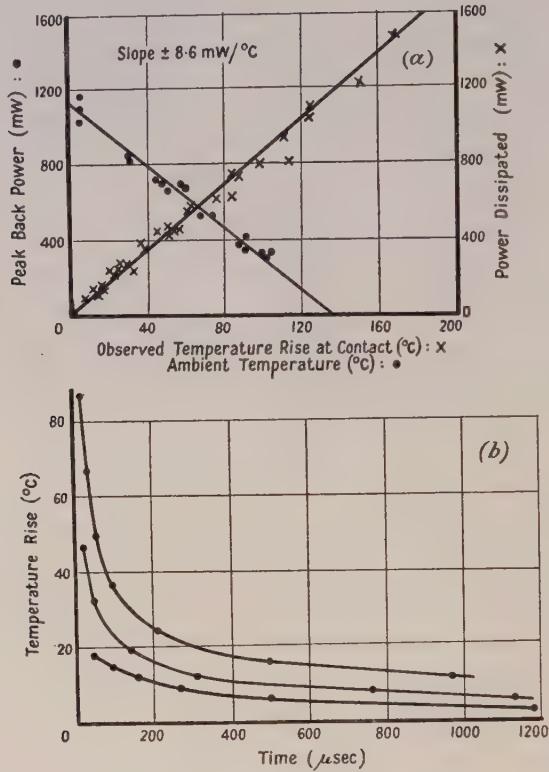 1600
1200
800
400
0
Peak Back Power (mW) : ●
Slope ± 8·6 mW/°C
(a)
1600
1200
800
400
0
Power Dissipated (mW): ×
0 40 80 120 160 200
Observed Temperature Rise at Contact (°C) : ×
Ambient Temperature (°C) : ●
80
60
40
20
Temperature Rise (°C)
(b)
0 200 400 600 800 1000 1200
Time (μsec)